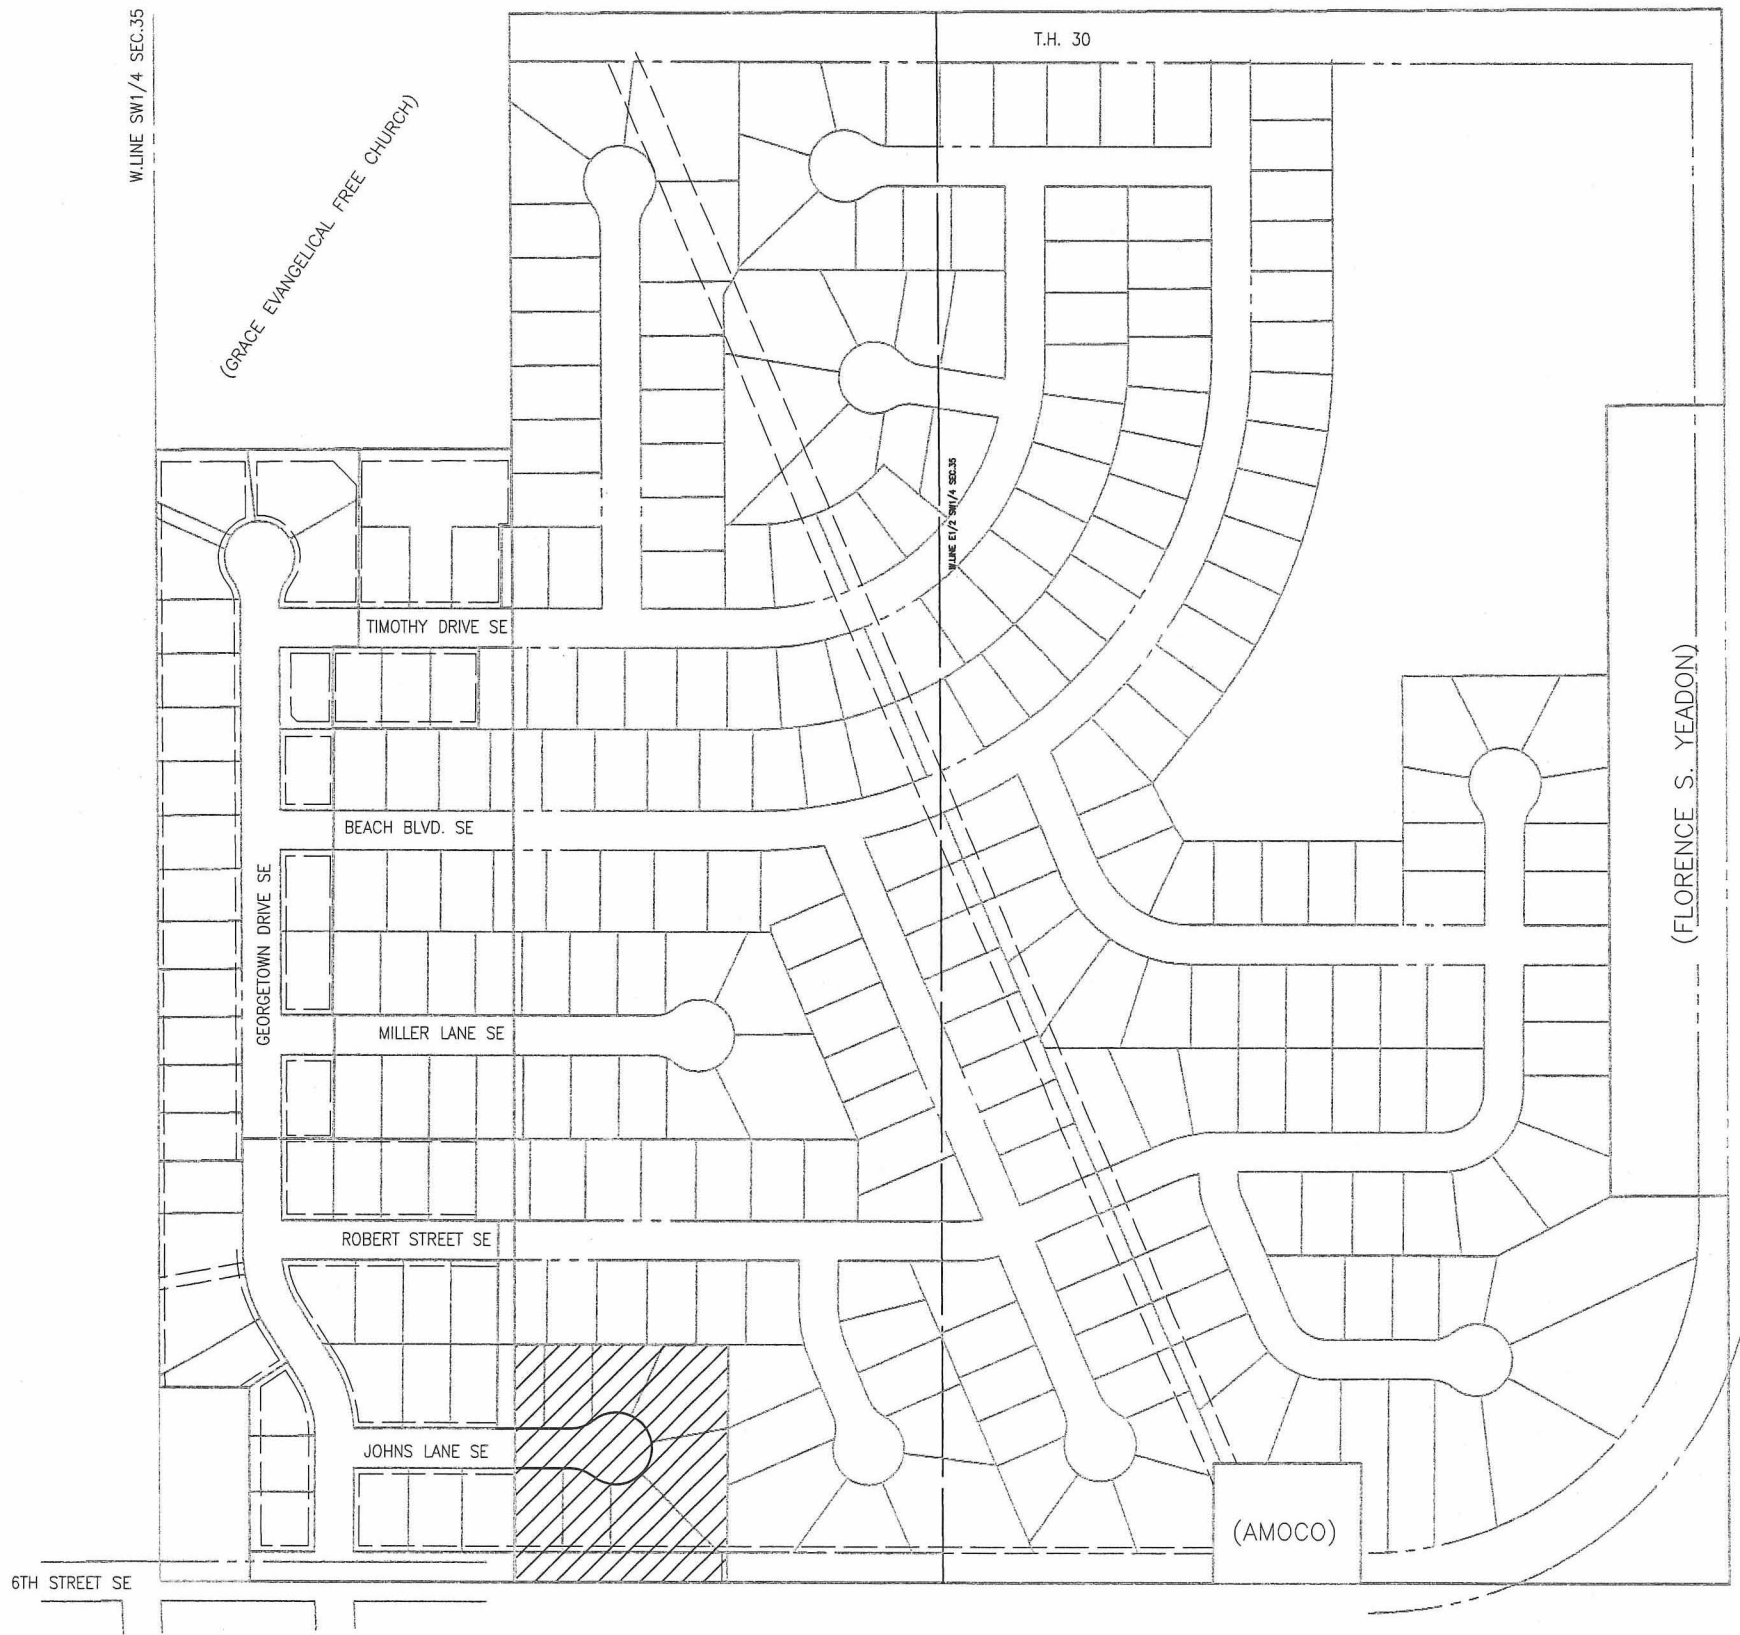 T.H. 30
W.LINE SW1/4 SEC.35
(GRACE EVANGELICAL FREE CHURCH)
W.LINE E1/2 SW1/4 SEC.35
TIMOTHY DRIVE SE
(FLORENCE S. YEADON)
BEACH BLVD. SE
GEORGETOWN DRIVE SE
MILLER LANE SE
ROBERT STREET SE
JOHNS LANE SE
(AMOCO)
6TH STREET SE